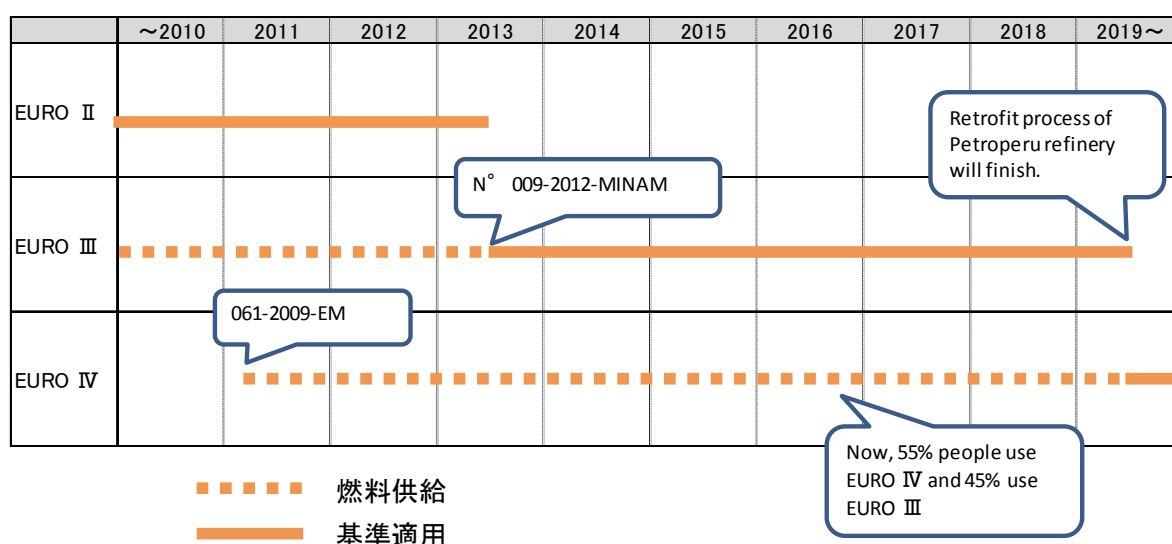 ～2010 2011 2012 2013 2014 2015 2016 2017 2018 2019～
EURO Ⅱ
Retrofit process of
Petroperu refinery
will finish.
N° 009-2012-MINAM
EURO Ⅲ
061-2009-EM
EURO Ⅳ
Now, 55% people use
EURO Ⅳ and 45% use
EURO Ⅲ
燃料供給
基準適用